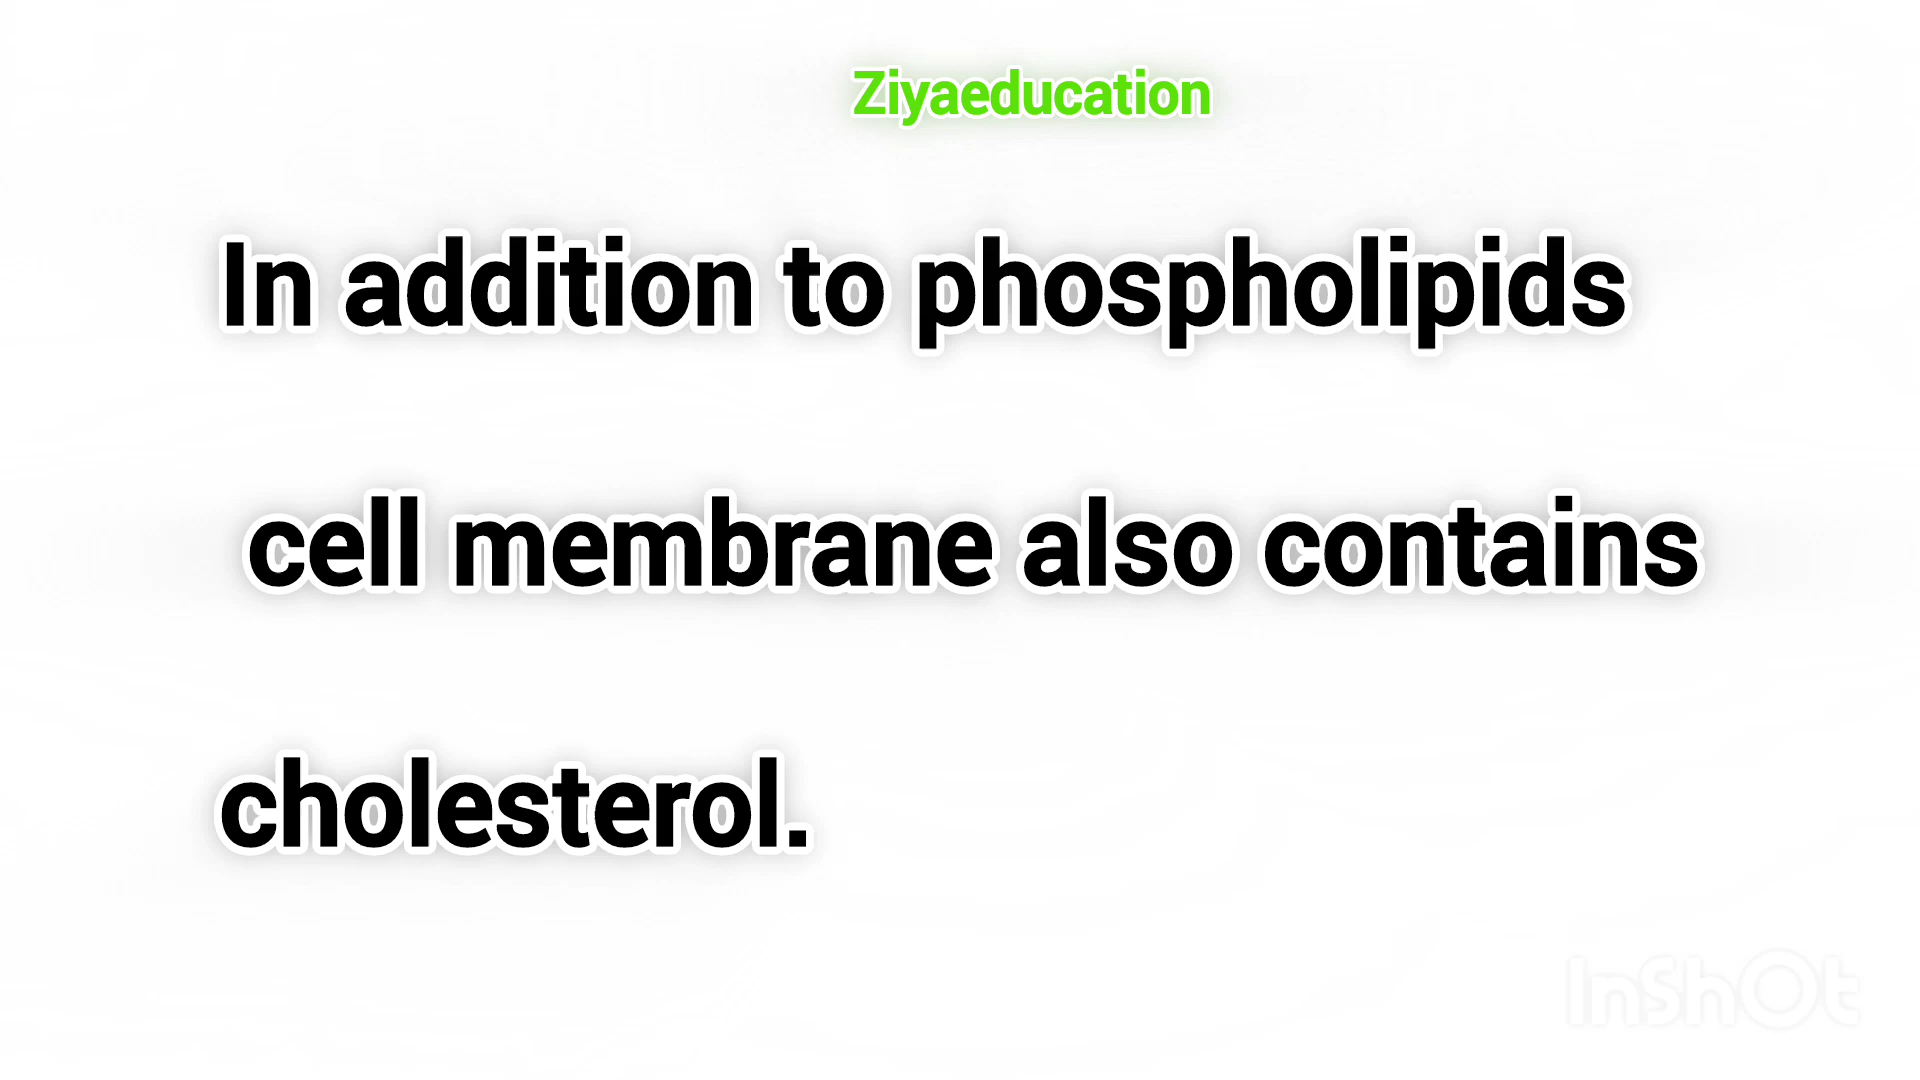 Ziyaeducation
In addition to phospholipids
cell membrane also contains
cholesterol.
InShOt